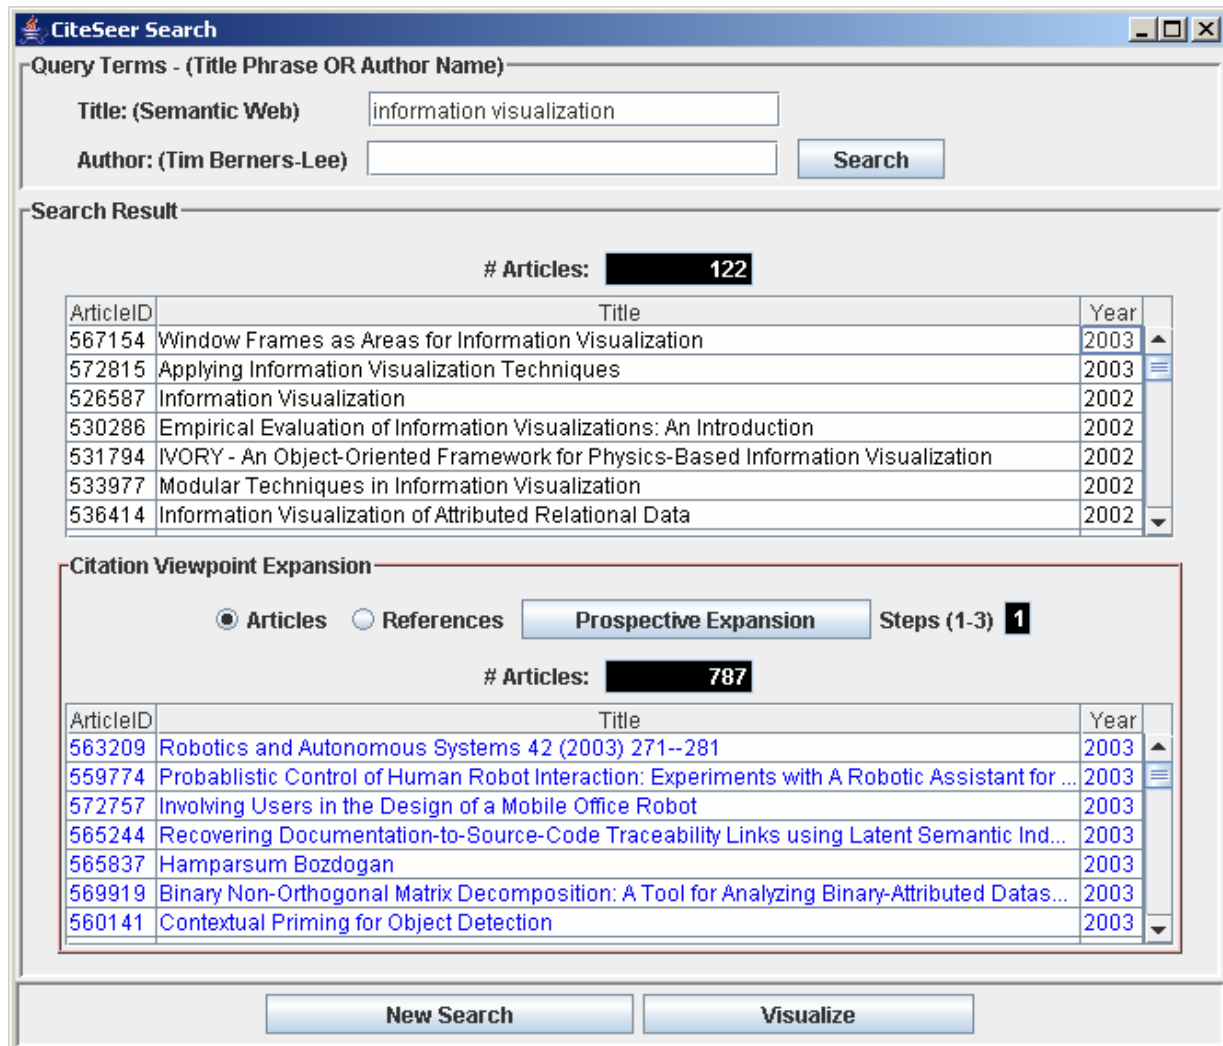 CiteSeer Search
Query Terms - (Title Phrase OR Author Name)
Title: (Semantic Web) information visualization
Author: (Tim Berners-Lee) Search
Search Result
# Articles: 122
ArticleID Title Year
567154 Window Frames as Areas for Information Visualization 2003
572815 Applying Information Visualization Techniques 2003
526587 Information Visualization 2002
530286 Empirical Evaluation of Information Visualizations: An Introduction 2002
531794 IVORY - An Object-Oriented Framework for Physics-Based Information Visualization 2002
533977 Modular Techniques in Information Visualization 2002
536414 Information Visualization of Attributed Relational Data 2002
Citation Viewpoint Expansion
Articles References Prospective Expansion Steps (1-3) 1
# Articles: 787
ArticleID Title Year
563209 Robotics and Autonomous Systems 42 (2003) 271--281 2003
559774 Probablistic Control of Human Robot Interaction: Experiments with A Robotic Assistant for ... 2003
572757 Involving Users in the Design of a Mobile Office Robot 2003
565244 Recovering Documentation-to-Source-Code Traceability Links using Latent Semantic Ind... 2003
565837 Hamparsum Bozdogan 2003
569919 Binary Non-Orthogonal Matrix Decomposition: A Tool for Analyzing Binary-Attributed Datas... 2003
560141 Contextual Priming for Object Detection 2003
New Search Visualize